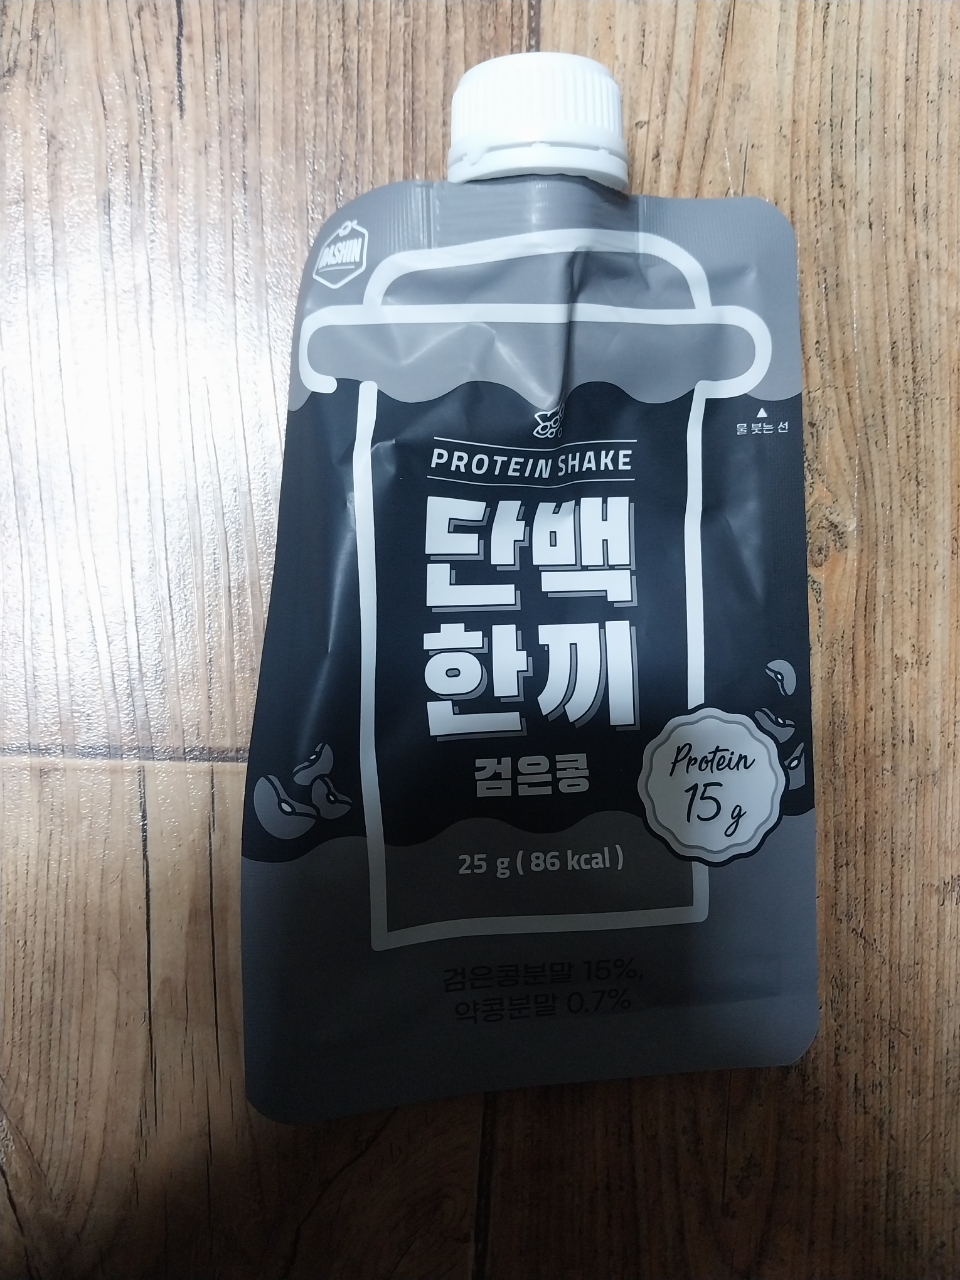 DASHIN
물 붓는 선
PROTEIN SHAKE
단백
한끼
검은콩
Protein
15 g
25 g ( 86 kcal )
검은콩분말 15%,
약콩분말 0.7%